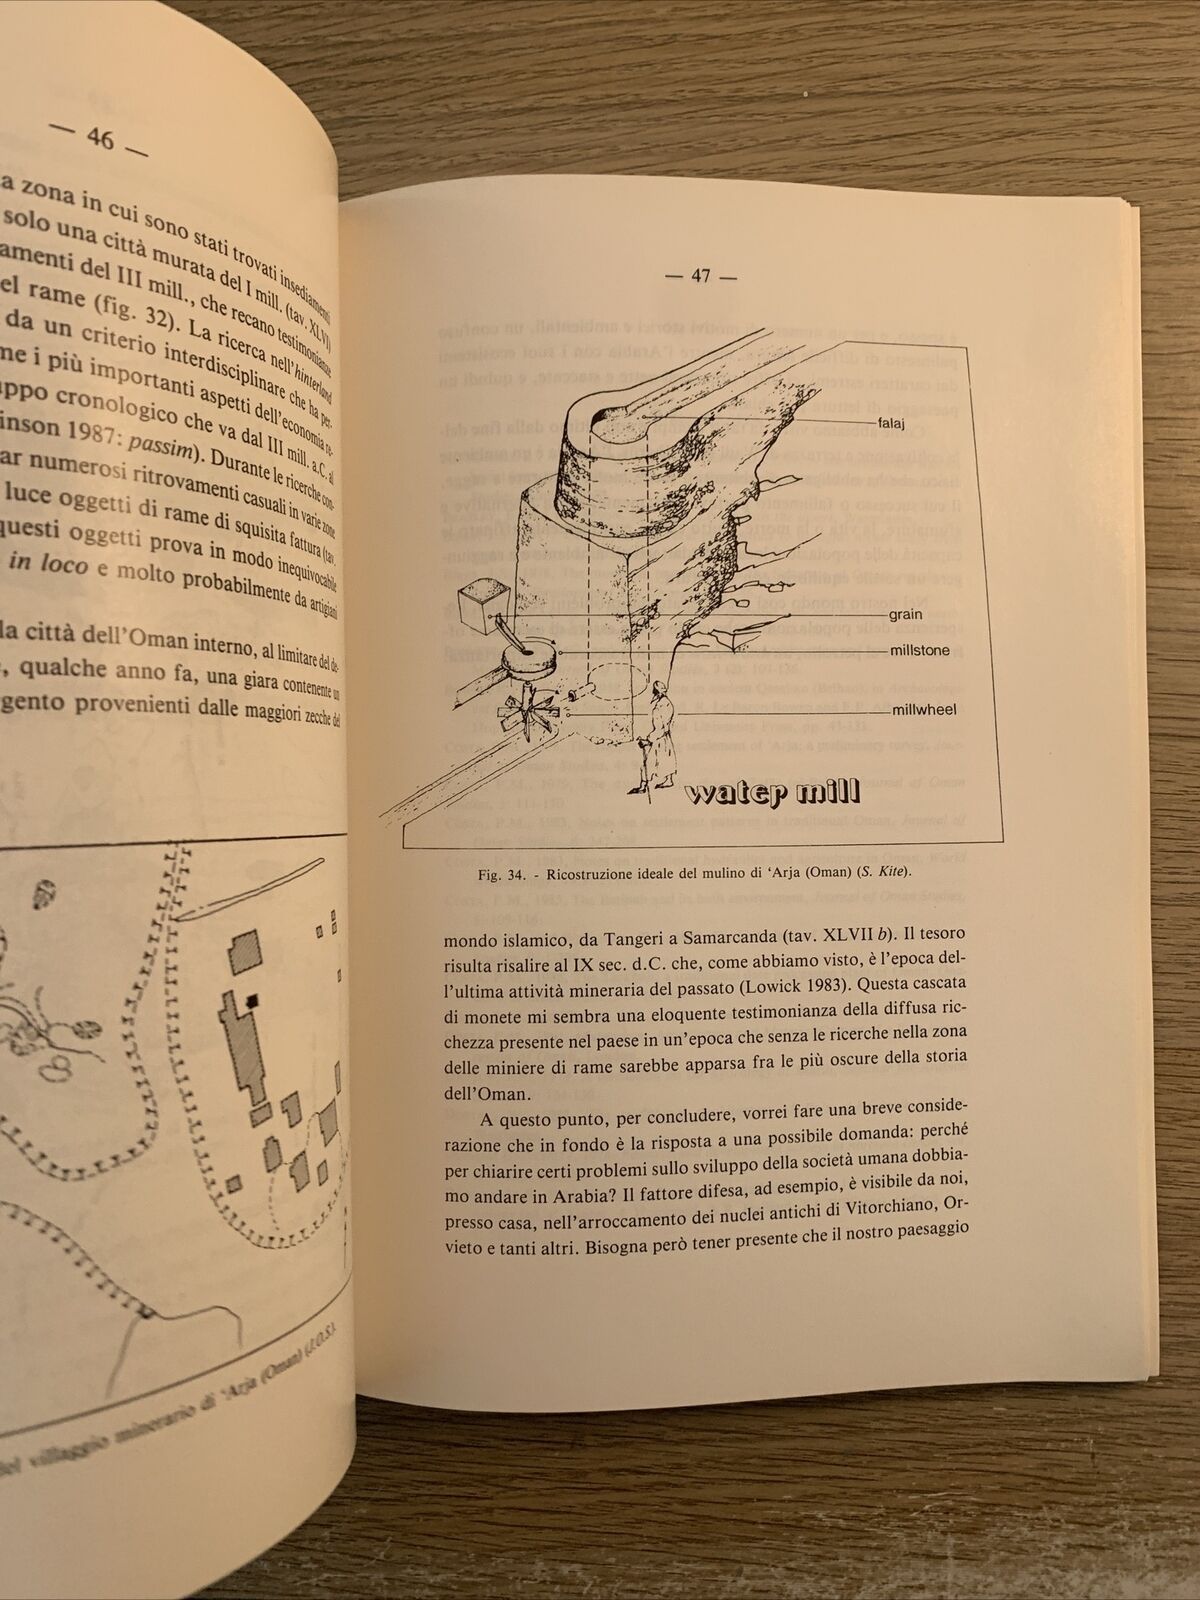 — 46 —
a zona in cui sono stati trovati insediamenti
solo una città murata del I mill. (tav. XLVI)
amenti del III mill., che recano testimonianze
el rame (fig. 32). La ricerca nell'hinterland
da un criterio interdisciplinare che ha per-
me i più importanti aspetti dell'economia re-
uppo cronologico che va dal III mill. a.C. al
inson 1987: passim). Durante le ricerche con-
ar numerosi ritrovamenti casuali in varie zone
luce oggetti di rame di squisita fattura (tav.
questi oggetti prova in modo inequivocabile
in loco e molto probabilmente da artigiani
la città dell'Oman interno, al limitare del de-
, qualche anno fa, una giara contenente un
gento provenienti dalle maggiori zecche del
del villaggio minerario di 'Arja (Oman) (J.O.S.).
— 47 —
falaj
grain
millstone
millwheel
water mill
Fig. 34. - Ricostruzione ideale del mulino di 'Arja (Oman) (S. Kite).
mondo islamico, da Tangeri a Samarcanda (tav. XLVII b). Il tesoro
risulta risalire al IX sec. d.C. che, come abbiamo visto, è l'epoca del-
l'ultima attività mineraria del passato (Lowick 1983). Questa cascata
di monete mi sembra una eloquente testimonianza della diffusa ric-
chezza presente nel paese in un'epoca che senza le ricerche nella zona
delle miniere di rame sarebbe apparsa fra le più oscure della storia
dell'Oman.
A questo punto, per concludere, vorrei fare una breve conside-
razione che in fondo è la risposta a una possibile domanda: perché
per chiarire certi problemi sullo sviluppo della società umana dobbia-
mo andare in Arabia? Il fattore difesa, ad esempio, è visibile da noi,
presso casa, nell'arroccamento dei nuclei antichi di Vitorchiano, Or-
vieto e tanti altri. Bisogna però tener presente che il nostro paesaggio